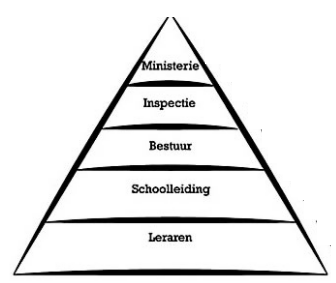 Ministerie
Inspectie
Bestuur
Schoolleiding
Leraren